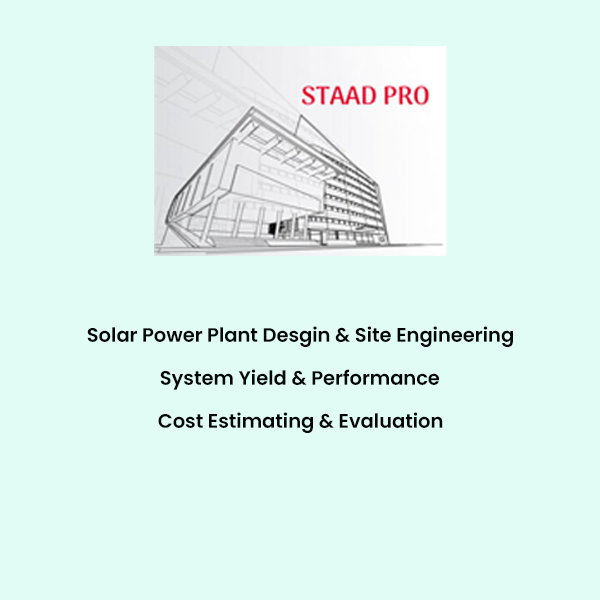 STAAD PRO
Solar Power Plant Desgin & Site Engineering
System Yield & Performance
Cost Estimating & Evaluation